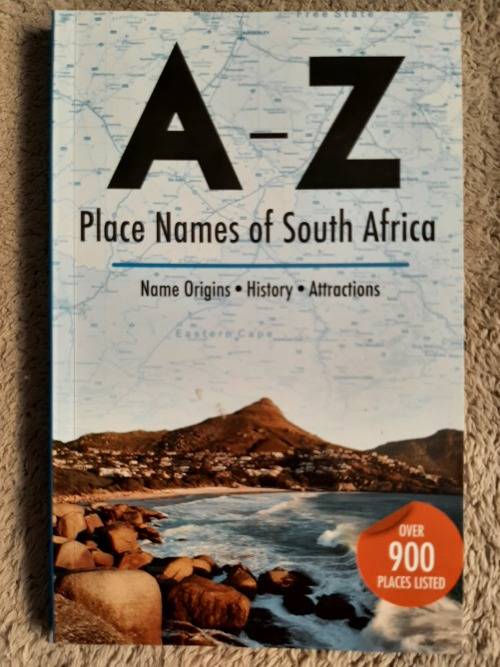 Free State
A-Z
Place Names of South Africa
Name Origins • History • Attractions
Eastern Cape
OVER
900
PLACES LISTED